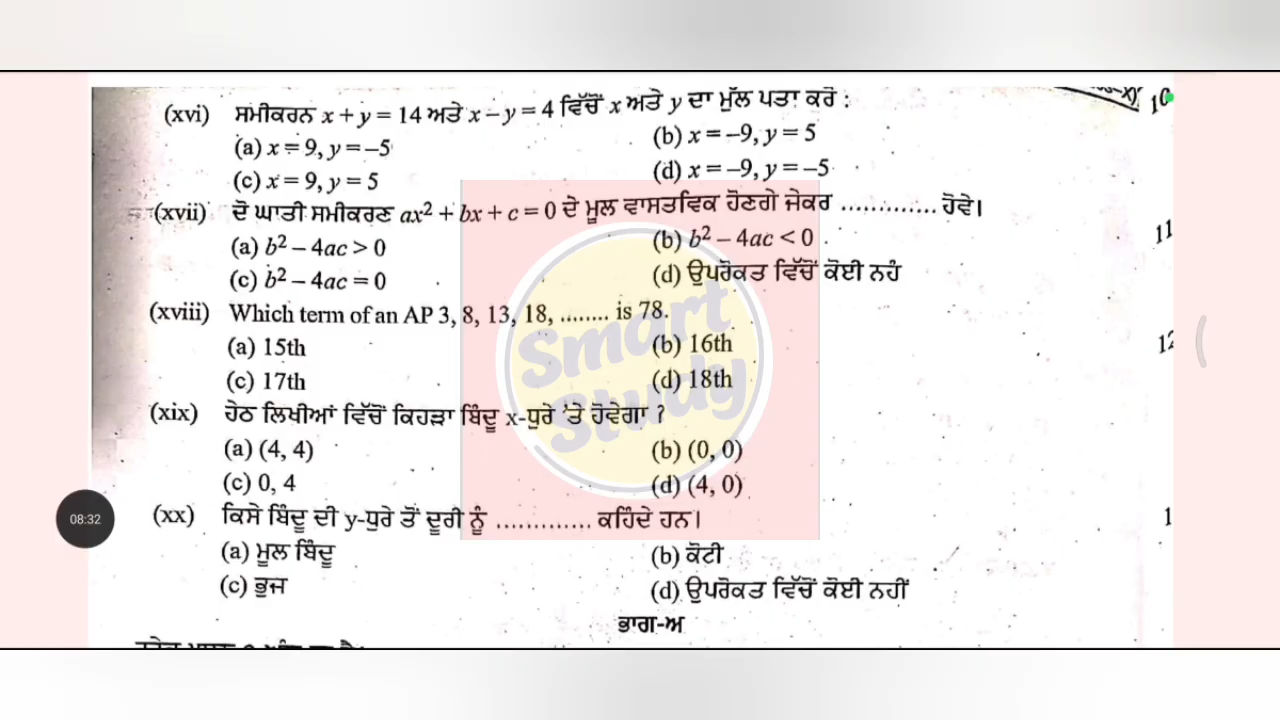 (xvi) ਸਮੀਕਰਨ x + y = 14 ਅਤੇ x – y = 4 ਵਿੱਚੋਂ x ਅਤੇ y ਦਾ ਮੁੱਲ ਪਤਾ ਕਰੋ :
(a) x = 9, y = –5 (b) x = –9, y = 5
(c) x = 9, y = 5 (d) x = –9, y = –5
(xvii) ਦੋ ਘਾਤੀ ਸਮੀਕਰਣ ax² + bx + c = 0 ਦੇ ਮੂਲ ਵਾਸਤਵਿਕ ਹੋਣਗੇ ਜੇਕਰ ............. ਹੋਵੇ।
(a) b² – 4ac > 0 (b) b² – 4ac < 0
(c) b² – 4ac = 0 (d) ਉਪਰੋਕਤ ਵਿੱਚੋਂ ਕੋਈ ਨਹੰ
(xviii) Which term of an AP 3, 8, 13, 18, ........ is 78.
(a) 15th (b) 16th
(c) 17th (d) 18th
(xix) ਹੇਠ ਲਿਖੀਆਂ ਵਿੱਚੋਂ ਕਿਹੜਾ ਬਿੰਦੂ x-ਧੁਰੇ 'ਤੇ ਹੋਵੇਗਾ ?
(a) (4, 4) (b) (0, 0)
(c) 0, 4 (d) (4, 0)
(xx) ਕਿਸੇ ਬਿੰਦੂ ਦੀ y-ਧੁਰੇ ਤੋਂ ਦੂਰੀ ਨੂੰ ............. ਕਹਿੰਦੇ ਹਨ।
(a) ਮੂਲ ਬਿੰਦੂ (b) ਕੋਟੀ
(c) ਭੁਜ (d) ਉਪਰੋਕਤ ਵਿੱਚੋਂ ਕੋਈ ਨਹੀਂ
ਭਾਗ-ਅ
10
11
Smart
Study
08:32